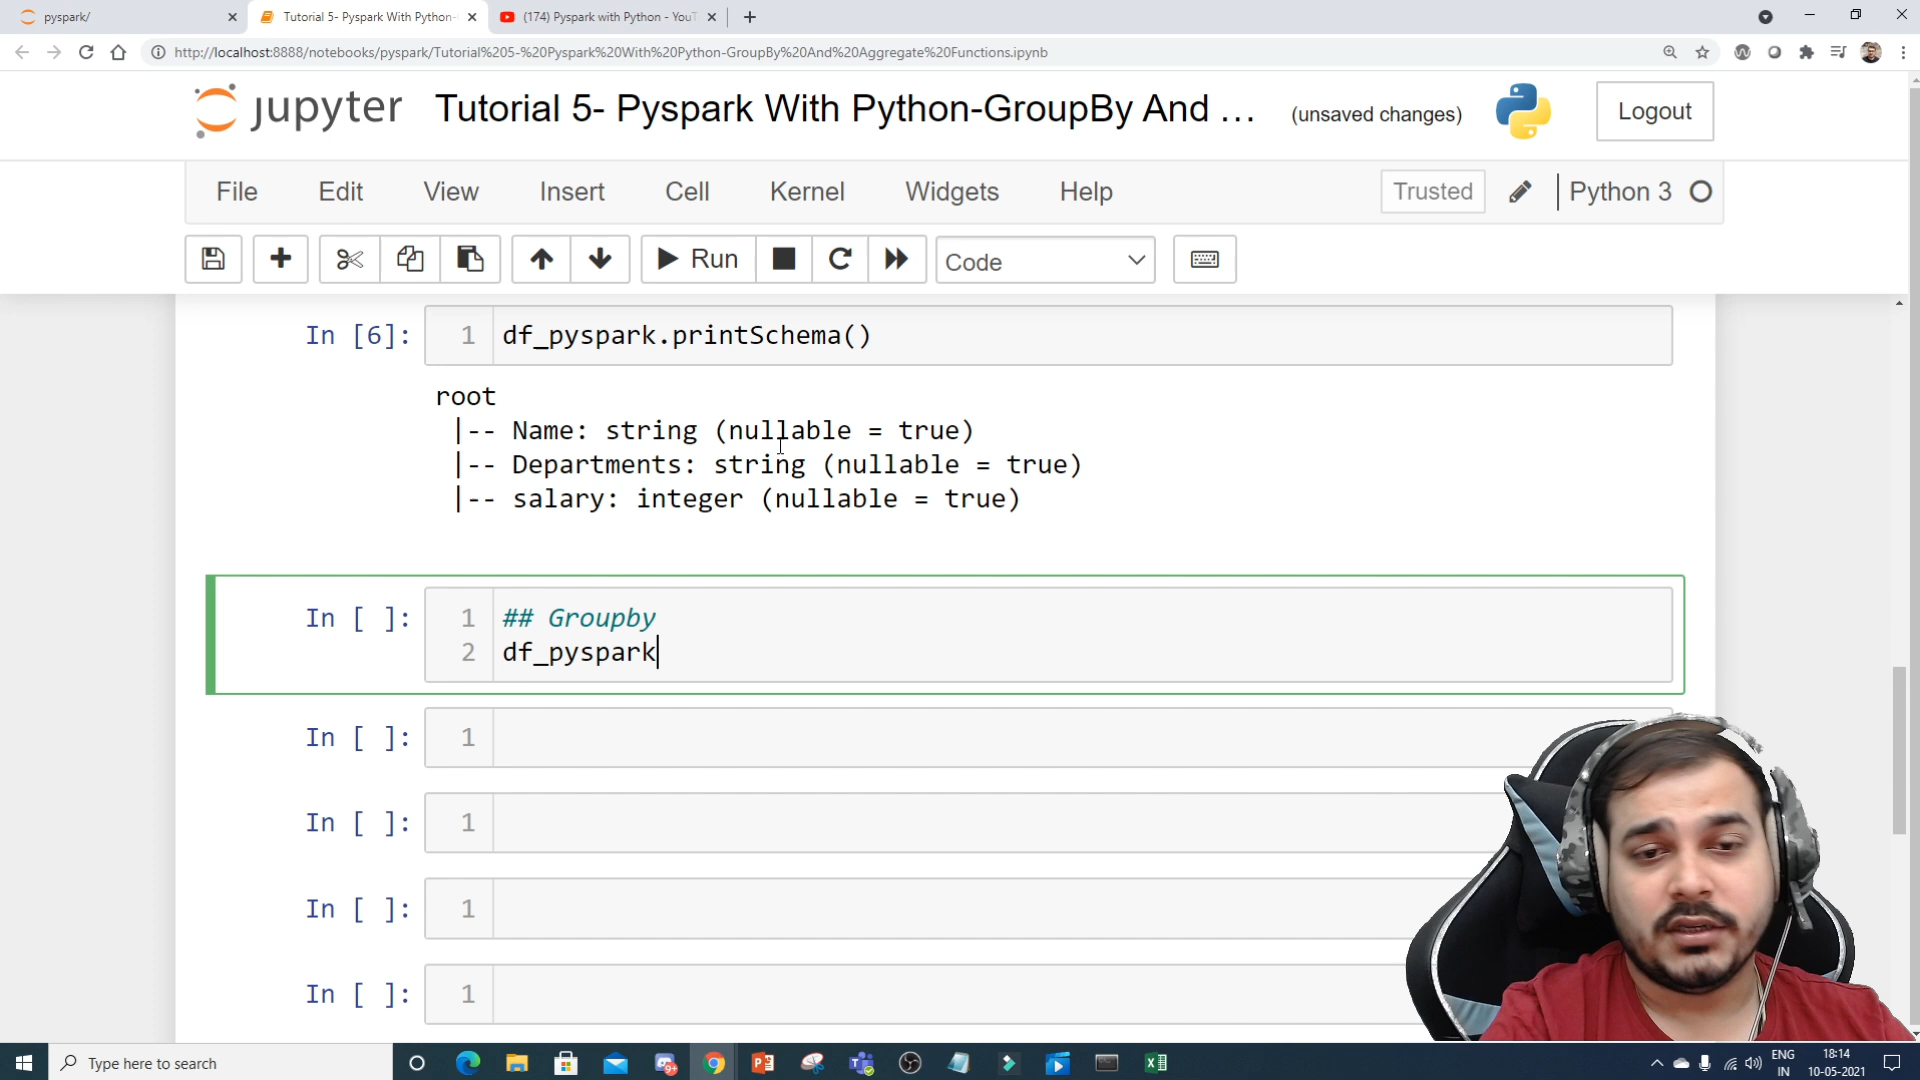 pyspark/
Tutorial 5- Pyspark With Python-
(174) Pyspark with Python - YouT
http://localhost:8888/notebooks/pyspark/Tutorial%205-%20Pyspark%20With%20Python-GroupBy%20And%20Aggregate%20Functions.ipynb
jupyter
Tutorial 5- Pyspark With Python-GroupBy And ...
(unsaved changes)
Logout
File Edit View Insert Cell Kernel Widgets Help
Trusted
Python 3
Run
Code
In [6]: 1 df_pyspark.printSchema()
root
|-- Name: string (nullable = true)
|-- Departments: string (nullable = true)
|-- salary: integer (nullable = true)
In [ ]: 1 ## Groupby
2 df_pyspark
In [ ]: 1
In [ ]: 1
In [ ]: 1
In [ ]: 1
Type here to search
ENG
IN
18:14
10-05-2021